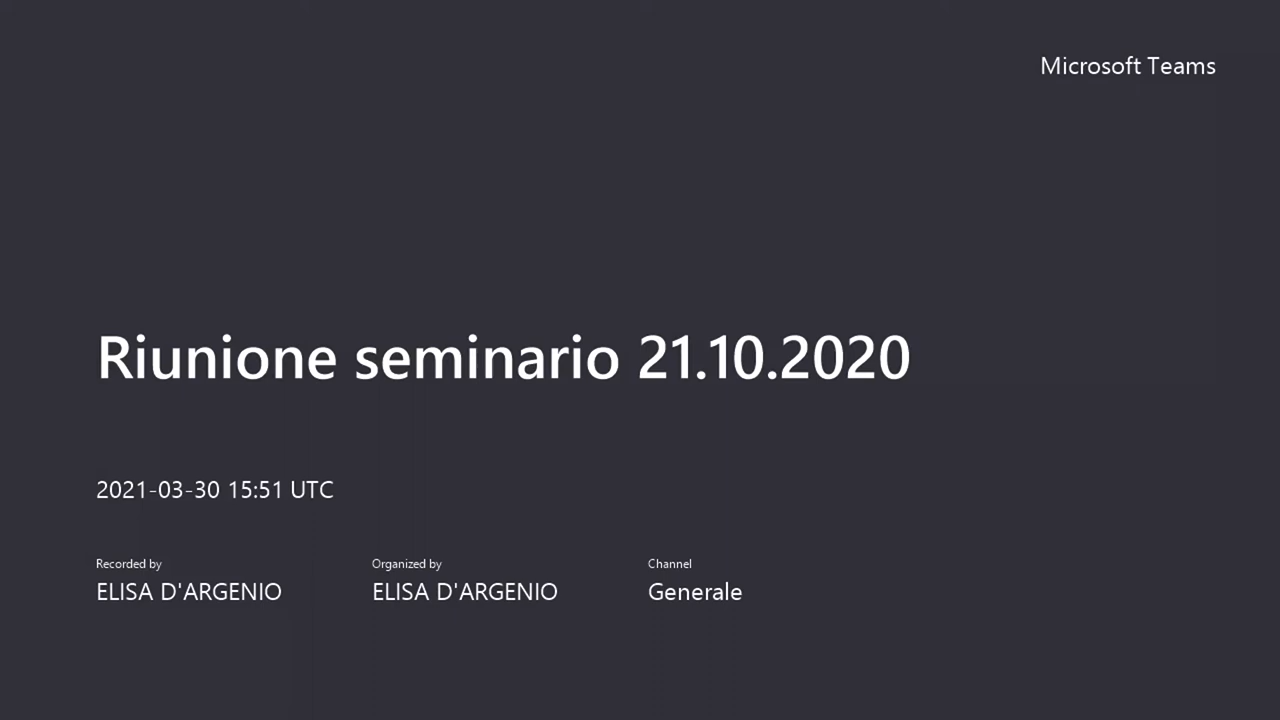 Microsoft Teams
Riunione seminario 21.10.2020
2021-03-30 15:51 UTC
Recorded by
ELISA D'ARGENIO
Organized by
ELISA D'ARGENIO
Channel
Generale